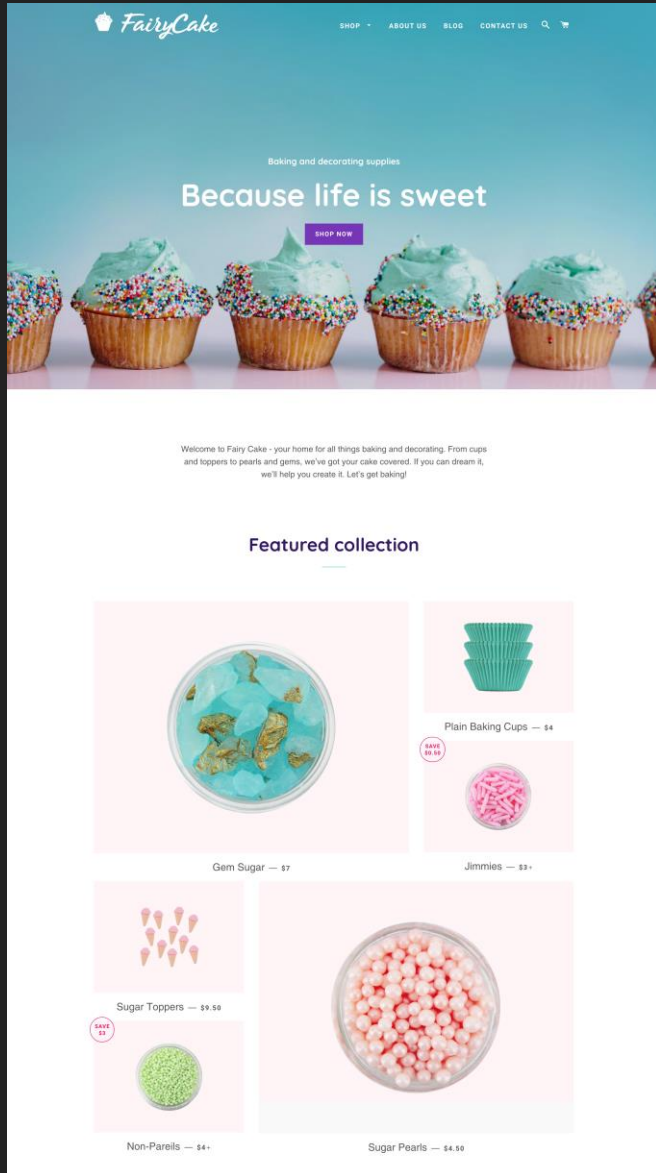 FairyCake
SHOP
ABOUT US
BLOG
CONTACT US
Baking and decorating supplies
Because life is sweet
SHOP NOW
Welcome to Fairy Cake - your home for all things baking and decorating. From cups
and toppers to pearls and gems, we've got your cake covered. If you can dream it,
we'll help you create it. Let's get baking!
Featured collection
Gem Sugar — $7
Plain Baking Cups — $4
SAVE
$0.50
Jimmies — $3+
Sugar Toppers — $9.50
SAVE
$3
Non-Pareils — $4+
Sugar Pearls — $4.50